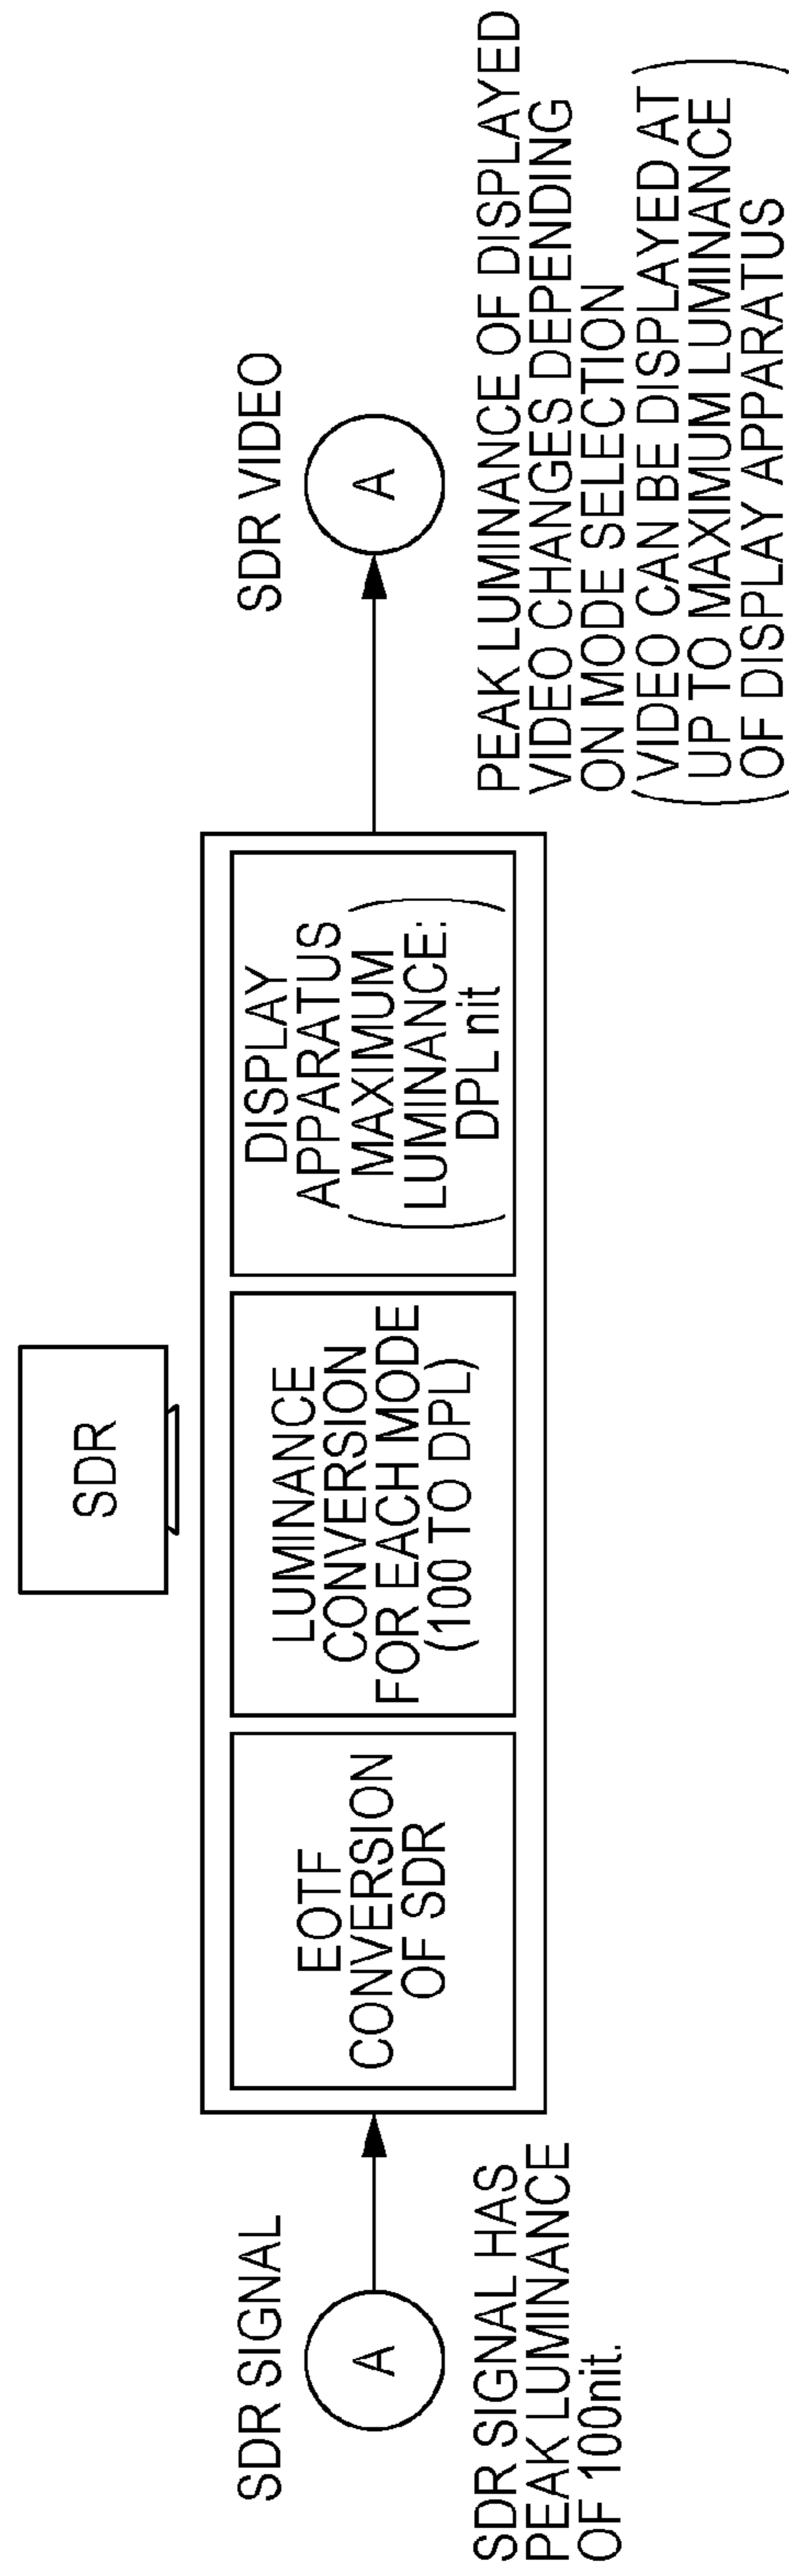 SDR
SDR SIGNAL
A
SDR SIGNAL HAS
PEAK LUMINANCE
OF 100nit.
EOTF
CONVERSION
OF SDR
LUMINANCE
CONVERSION
FOR EACH MODE
(100 TO DPL)
DISPLAY
APPARATUS
(MAXIMUM
LUMINANCE:
DPL nit)
SDR VIDEO
A
PEAK LUMINANCE OF DISPLAYED
VIDEO CHANGES DEPENDING
ON MODE SELECTION
(VIDEO CAN BE DISPLAYED AT
UP TO MAXIMUM LUMINANCE
OF DISPLAY APPARATUS)